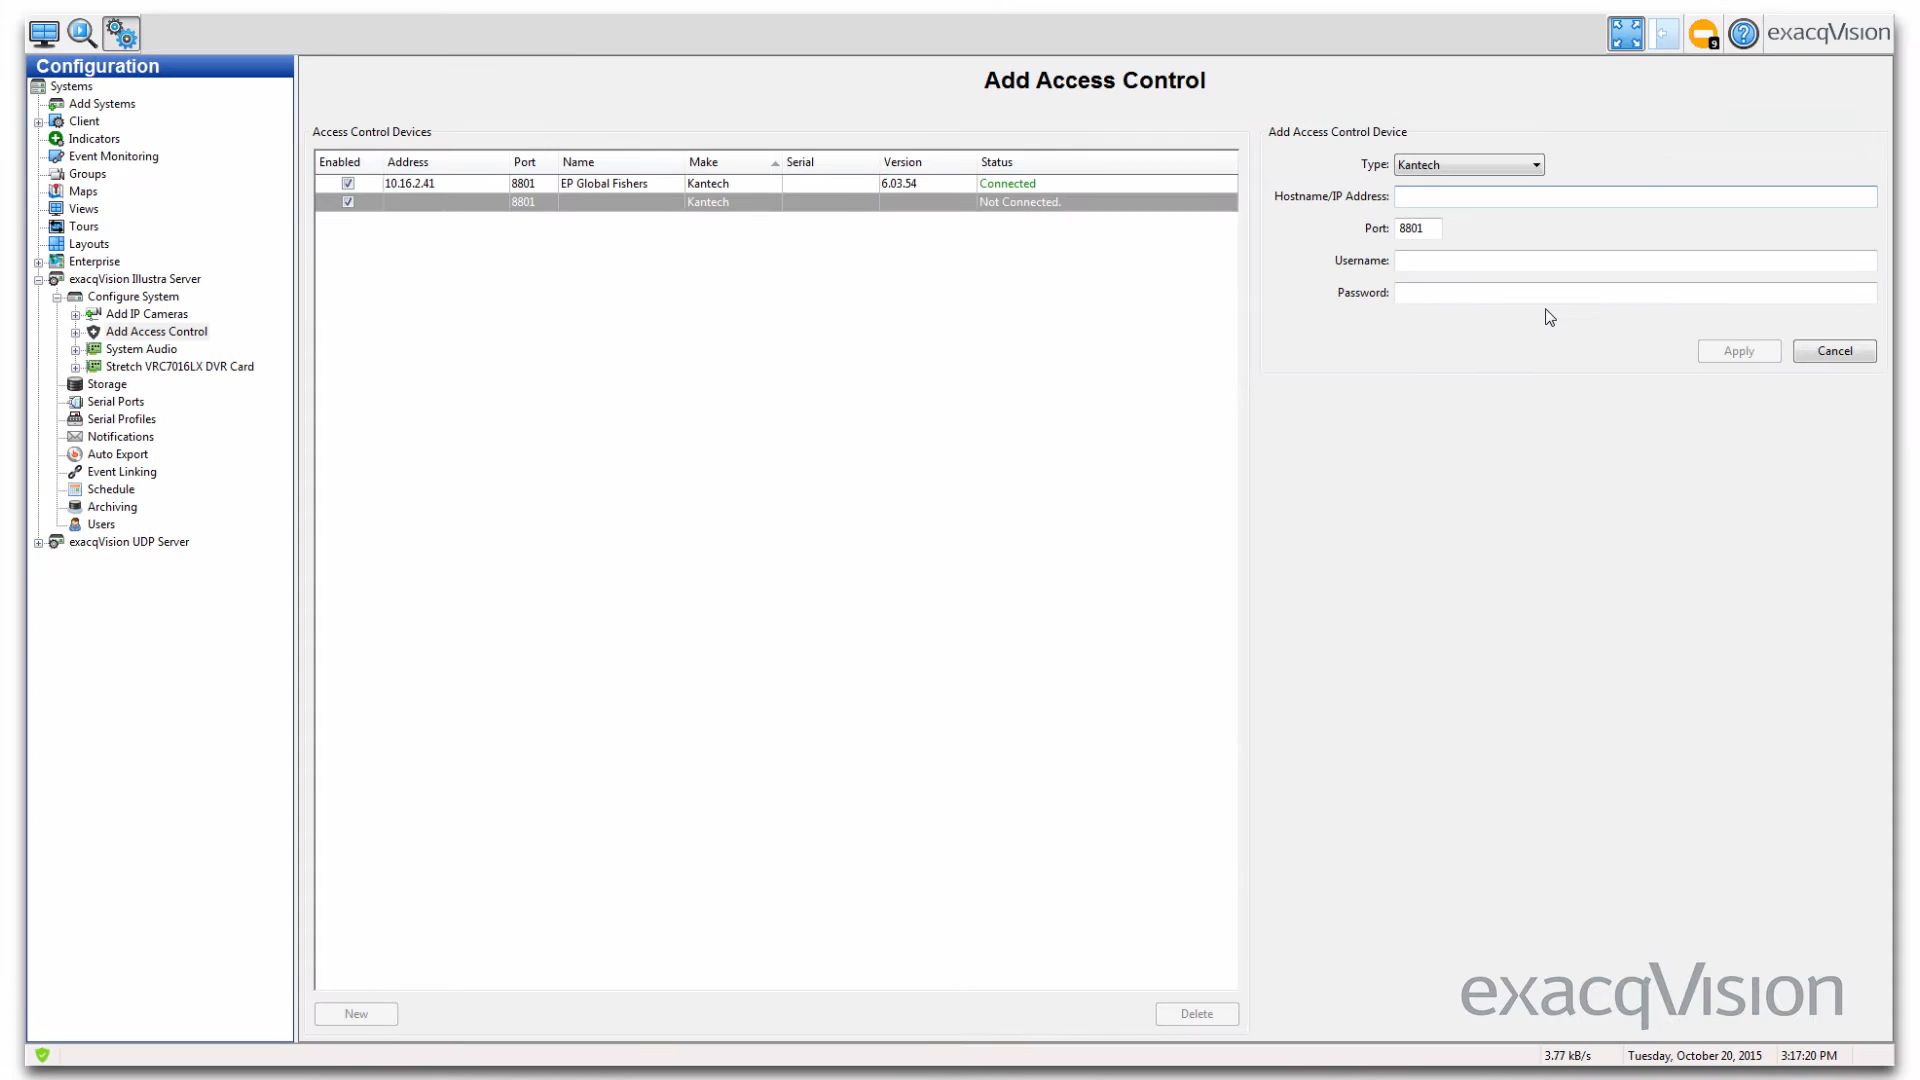 exacqVision
9
Configuration
Systems
Add Systems
Client
Indicators
Event Monitoring
Groups
Maps
Views
Tours
Layouts
Enterprise
exacqVision Illustra Server
Configure System
Add IP Cameras
Add Access Control
System Audio
Stretch VRC7016LX DVR Card
Storage
Serial Ports
Serial Profiles
Notifications
Auto Export
Event Linking
Schedule
Archiving
Users
exacqVision UDP Server
Add Access Control
Access Control Devices
Enabled Address Port Name Make Serial Version Status
10.16.2.41 8801 EP Global Fishers Kantech 6.03.54 Connected
8801 Kantech Not Connected.
New Delete
Add Access Control Device
Type: Kantech
Hostname/IP Address:
Port: 8801
Username:
Password:
Apply Cancel
exacqVision
3.77 kB/s Tuesday, October 20, 2015 3:17:20 PM